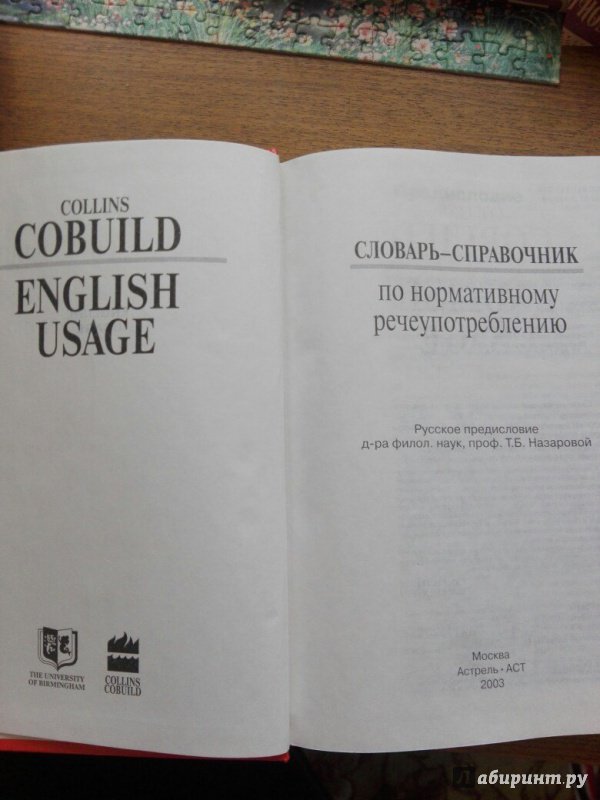 COLLINS
COBUILD
ENGLISH
USAGE
THE UNIVERSITY
OF BIRMINGHAM
COLLINS
COBUILD
СЛОВАРЬ–СПРАВОЧНИК
по нормативному
речеупотреблению
Русское предисловие
д-ра филол. наук, проф. Т.Б. Назаровой
Москва
Астрель • АСТ
2003
лабиринт.ру